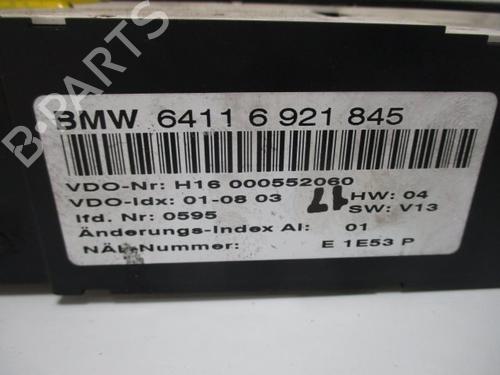 BMW 6411 6 921 845
VDO-Nr: H16 000552060
VDO-Idx: 01-08 03
17
HW: 04
lfd. Nr: 0595
SW: V13
Änderungs-Index AI: 01
NÄL-Nummer: E 1E53 P
B-PARTS